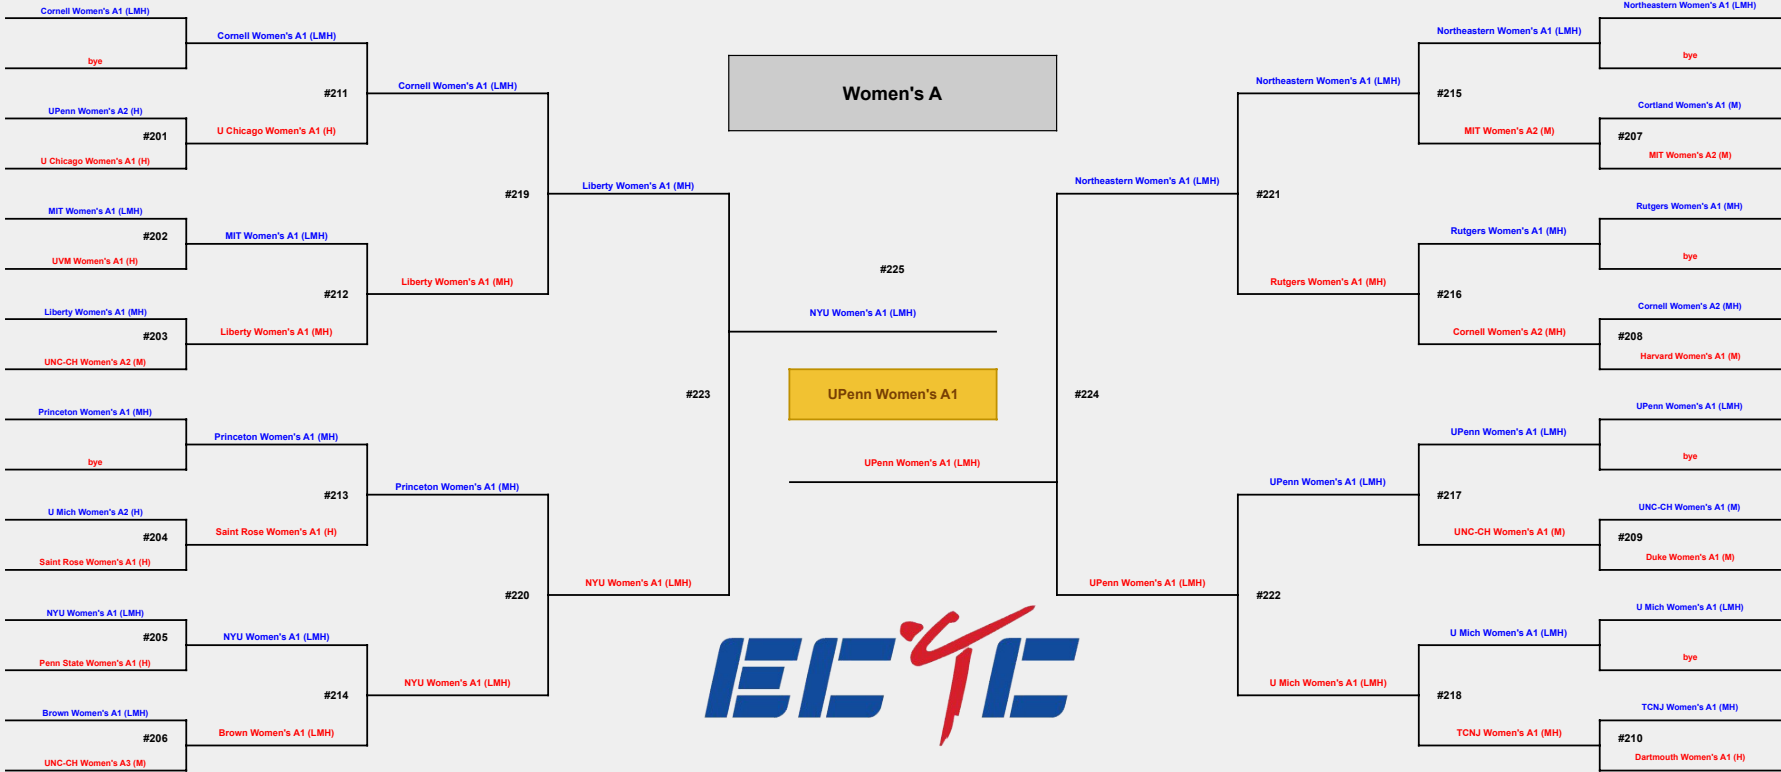 Cornell Women's A1 (LMH)
bye
UPenn Women's A2 (H)
#201
U Chicago Women's A1 (H)
MIT Women's A1 (LMH)
#202
UVM Women's A1 (H)
Liberty Women's A1 (MH)
#203
UNC-CH Women's A2 (M)
Princeton Women's A1 (MH)
bye
U Mich Women's A2 (H)
#204
Saint Rose Women's A1 (H)
NYU Women's A1 (LMH)
#205
Penn State Women's A1 (H)
Brown Women's A1 (LMH)
#206
UNC-CH Women's A3 (M)
Cornell Women's A1 (LMH)
#211
U Chicago Women's A1 (H)
MIT Women's A1 (LMH)
#212
Liberty Women's A1 (MH)
Princeton Women's A1 (MH)
#213
Saint Rose Women's A1 (H)
NYU Women's A1 (LMH)
#214
Brown Women's A1 (LMH)
Cornell Women's A1 (LMH)
#219
Liberty Women's A1 (MH)
Princeton Women's A1 (MH)
#220
NYU Women's A1 (LMH)
Liberty Women's A1 (MH)
#223
NYU Women's A1 (LMH)
Women's A
#225
NYU Women's A1 (LMH)
UPenn Women's A1
UPenn Women's A1 (LMH)
ECTC
Northeastern Women's A1 (LMH)
#224
UPenn Women's A1 (LMH)
Northeastern Women's A1 (LMH)
#221
Rutgers Women's A1 (MH)
UPenn Women's A1 (LMH)
#222
U Mich Women's A1 (LMH)
Northeastern Women's A1 (LMH)
#215
MIT Women's A2 (M)
Rutgers Women's A1 (MH)
#216
Cornell Women's A2 (MH)
UPenn Women's A1 (LMH)
#217
UNC-CH Women's A1 (M)
U Mich Women's A1 (LMH)
#218
TCNJ Women's A1 (MH)
Northeastern Women's A1 (LMH)
bye
Cortland Women's A1 (M)
#207
MIT Women's A2 (M)
Rutgers Women's A1 (MH)
bye
Cornell Women's A2 (MH)
#208
Harvard Women's A1 (M)
UPenn Women's A1 (LMH)
bye
UNC-CH Women's A1 (M)
#209
Duke Women's A1 (M)
U Mich Women's A1 (LMH)
bye
TCNJ Women's A1 (MH)
#210
Dartmouth Women's A1 (H)